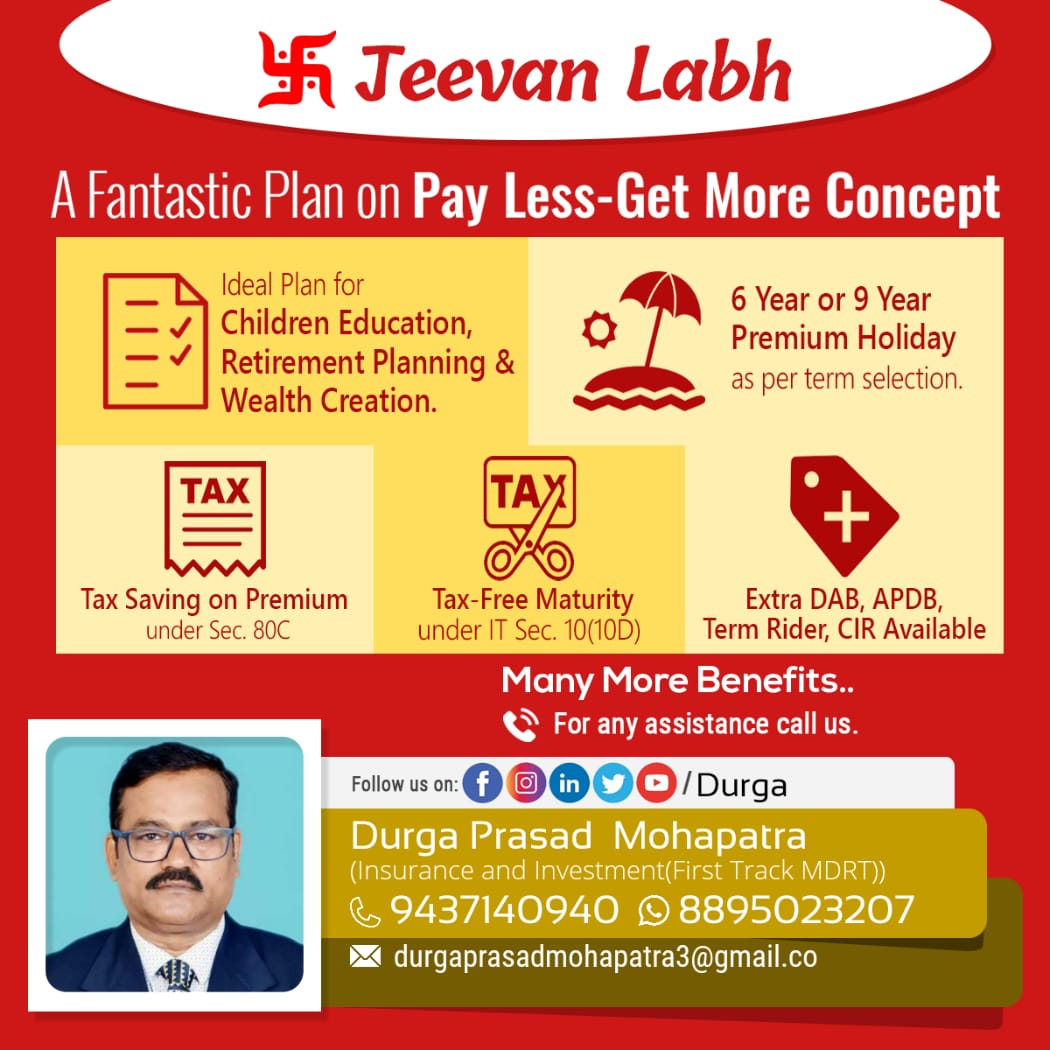 Jeevan Labh
A Fantastic Plan on Pay Less-Get More Concept
Ideal Plan for
Children Education,
Retirement Planning &
Wealth Creation.
6 Year or 9 Year
Premium Holiday
as per term selection.
TAX
Tax Saving on Premium
under Sec. 80C
TAX
Tax-Free Maturity
under IT Sec. 10(10D)
Extra DAB, APDB,
Term Rider, CIR Available
Many More Benefits..
For any assistance call us.
Follow us on: / Durga
Durga Prasad Mohapatra
(Insurance and Investment(First Track MDRT))
9437140940 8895023207
durgaprasadmohapatra3@gmail.co